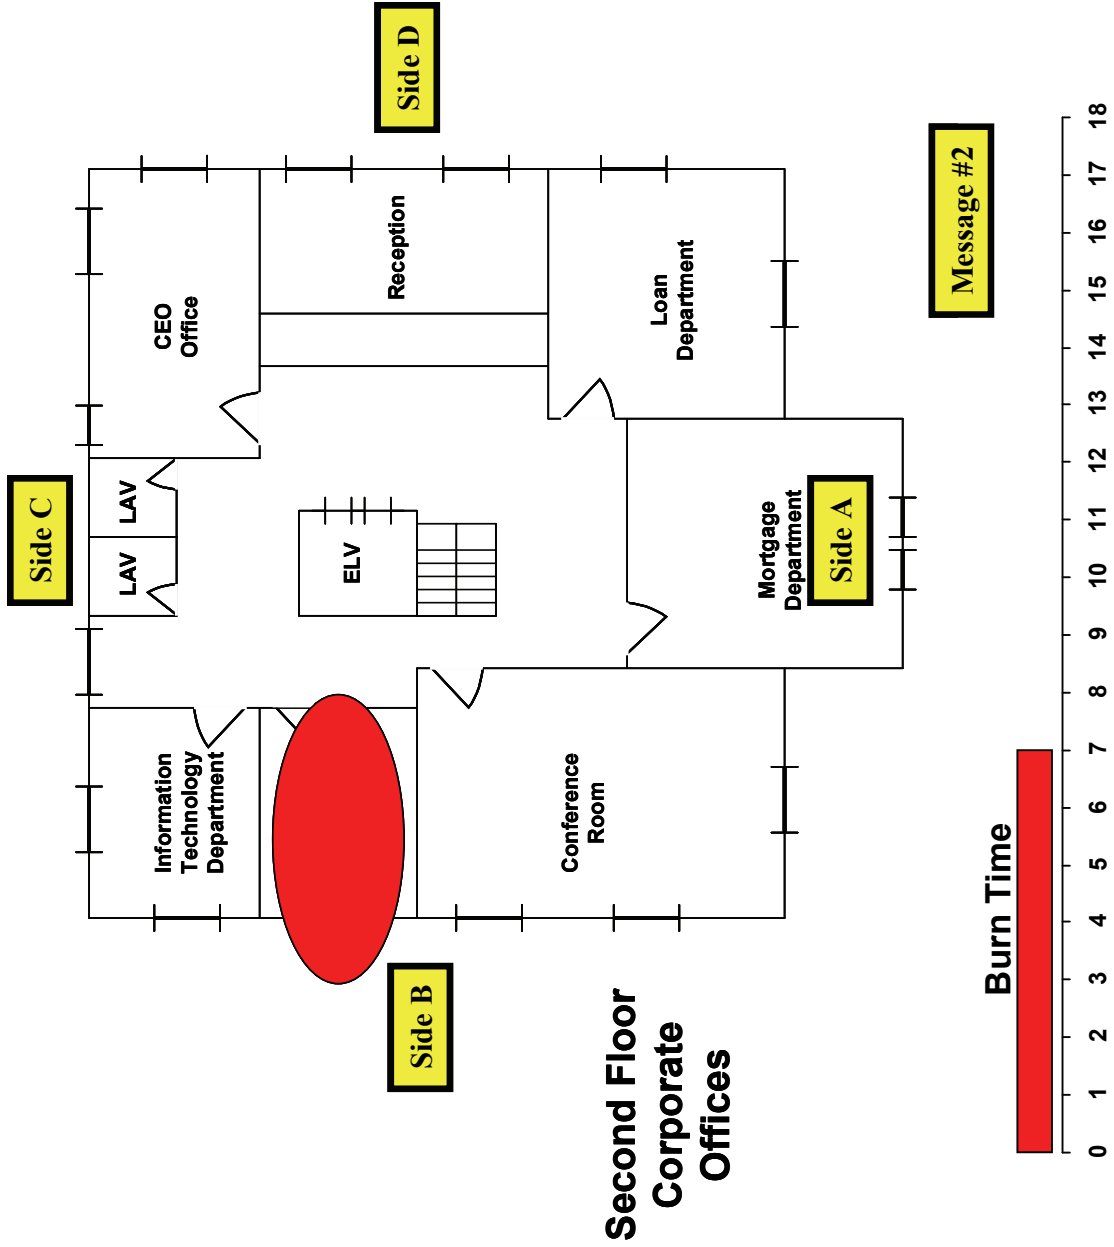 Side C
Side D
CEO
Office
LAV
LAV
Information
Technology
Department
ELV
Reception
Side B
Conference
Room
Loan
Department
Mortgage
Department
Side A
Second Floor
Corporate
Offices
Message #2
Burn Time
0 1 2 3 4 5 6 7 8 9 10 11 12 13 14 15 16 17 18